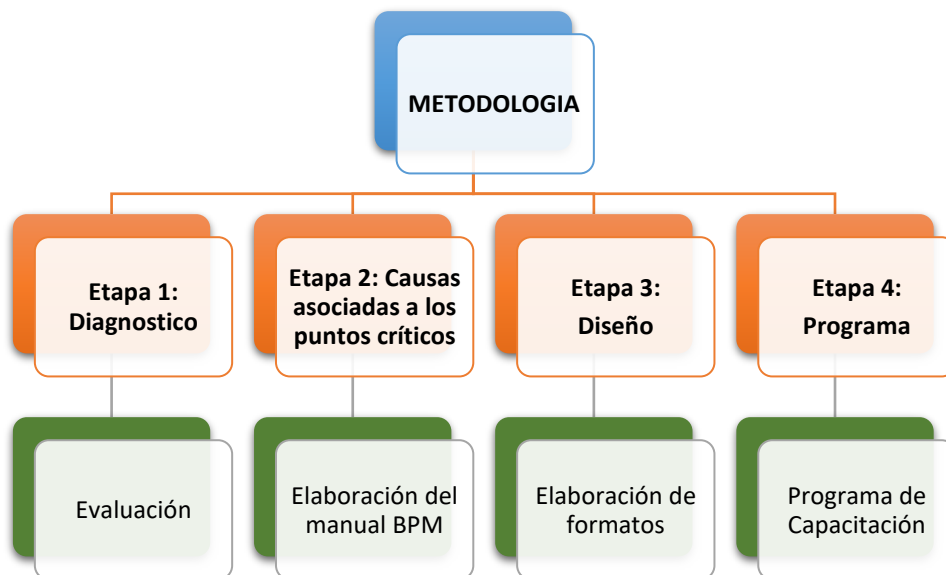 METODOLOGIA
Etapa 1:
Diagnostico
Etapa 2: Causas
asociadas a los
puntos críticos
Etapa 3:
Diseño
Etapa 4:
Programa
Evaluación
Elaboración del
manual BPM
Elaboración de
formatos
Programa de
Capacitación